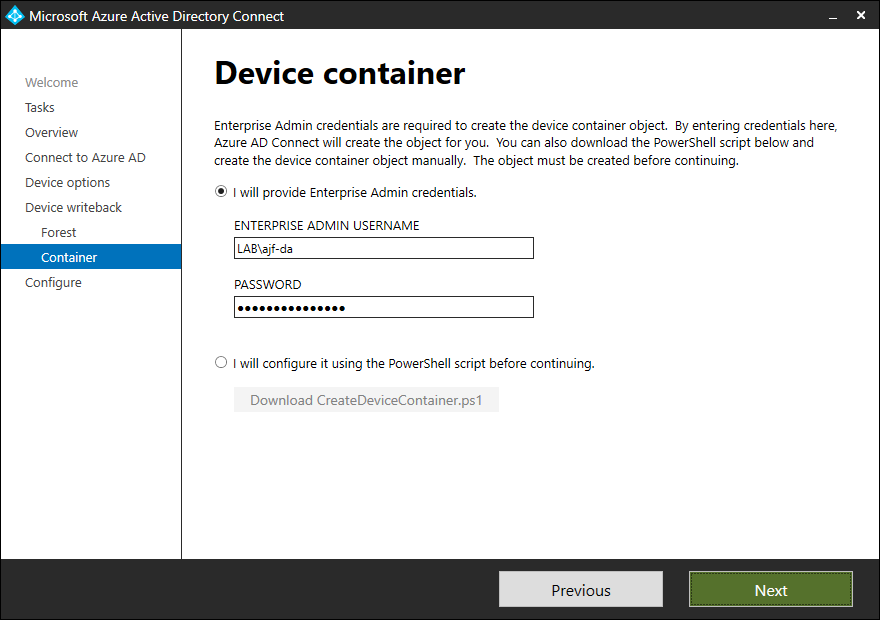 Microsoft Azure Active Directory Connect
Welcome
Tasks
Overview
Connect to Azure AD
Device options
Device writeback
Forest
Container
Configure
Device container
Enterprise Admin credentials are required to create the device container object.  By entering credentials here,
Azure AD Connect will create the object for you.  You can also download the PowerShell script below and
create the device container object manually.  The object must be created before continuing.
I will provide Enterprise Admin credentials.
ENTERPRISE ADMIN USERNAME
LAB\ajf-da
PASSWORD
●●●●●●●●●●●●●●●
I will configure it using the PowerShell script before continuing.
Download CreateDeviceContainer.ps1
Previous
Next